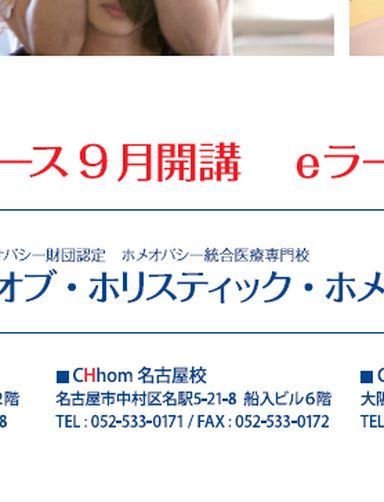 ース９月開講　eラー
オパシー財団認定　ホメオパシー統合医療専門校
オブ・ホリスティック・ホメ
■ CHhom 名古屋校　■ C
2階　名古屋市中村区名駅5-21-8 船入ビル６階　大阪
8　TEL : 052-533-0171 / FAX : 052-533-0172　TEL